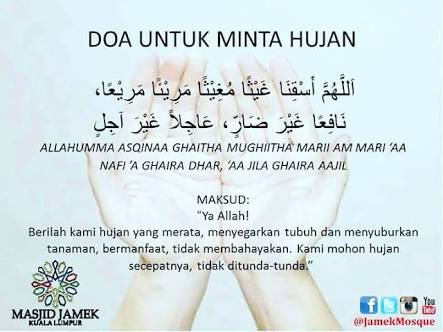 DOA UNTUK MINTA HUJAN
اَللَّهُمَّ أَسْقِنَا غَيْثًا مُغِيْثًا مَرِيْئًا مَرِيْعًا،
نَافِعًا غَيْرَ ضَارٍّ، عَاجِلاً غَيْرَ آجِلٍ
ALLAHUMMA ASQINAA GHAITHA MUGHIITHA MARII AM MARI ‘AA
NAFI ’A GHAIRA DHAR, ‘AA JILA GHAIRA AAJIL
MAKSUD:
“Ya Allah!
Berilah kami hujan yang merata, menyegarkan tubuh dan menyuburkan
tanaman, bermanfaat, tidak membahayakan. Kami mohon hujan
secepatnya, tidak ditunda-tunda.”
MASJID JAMEK
KUALA LUMPUR
You
Tube
@JamekMosque